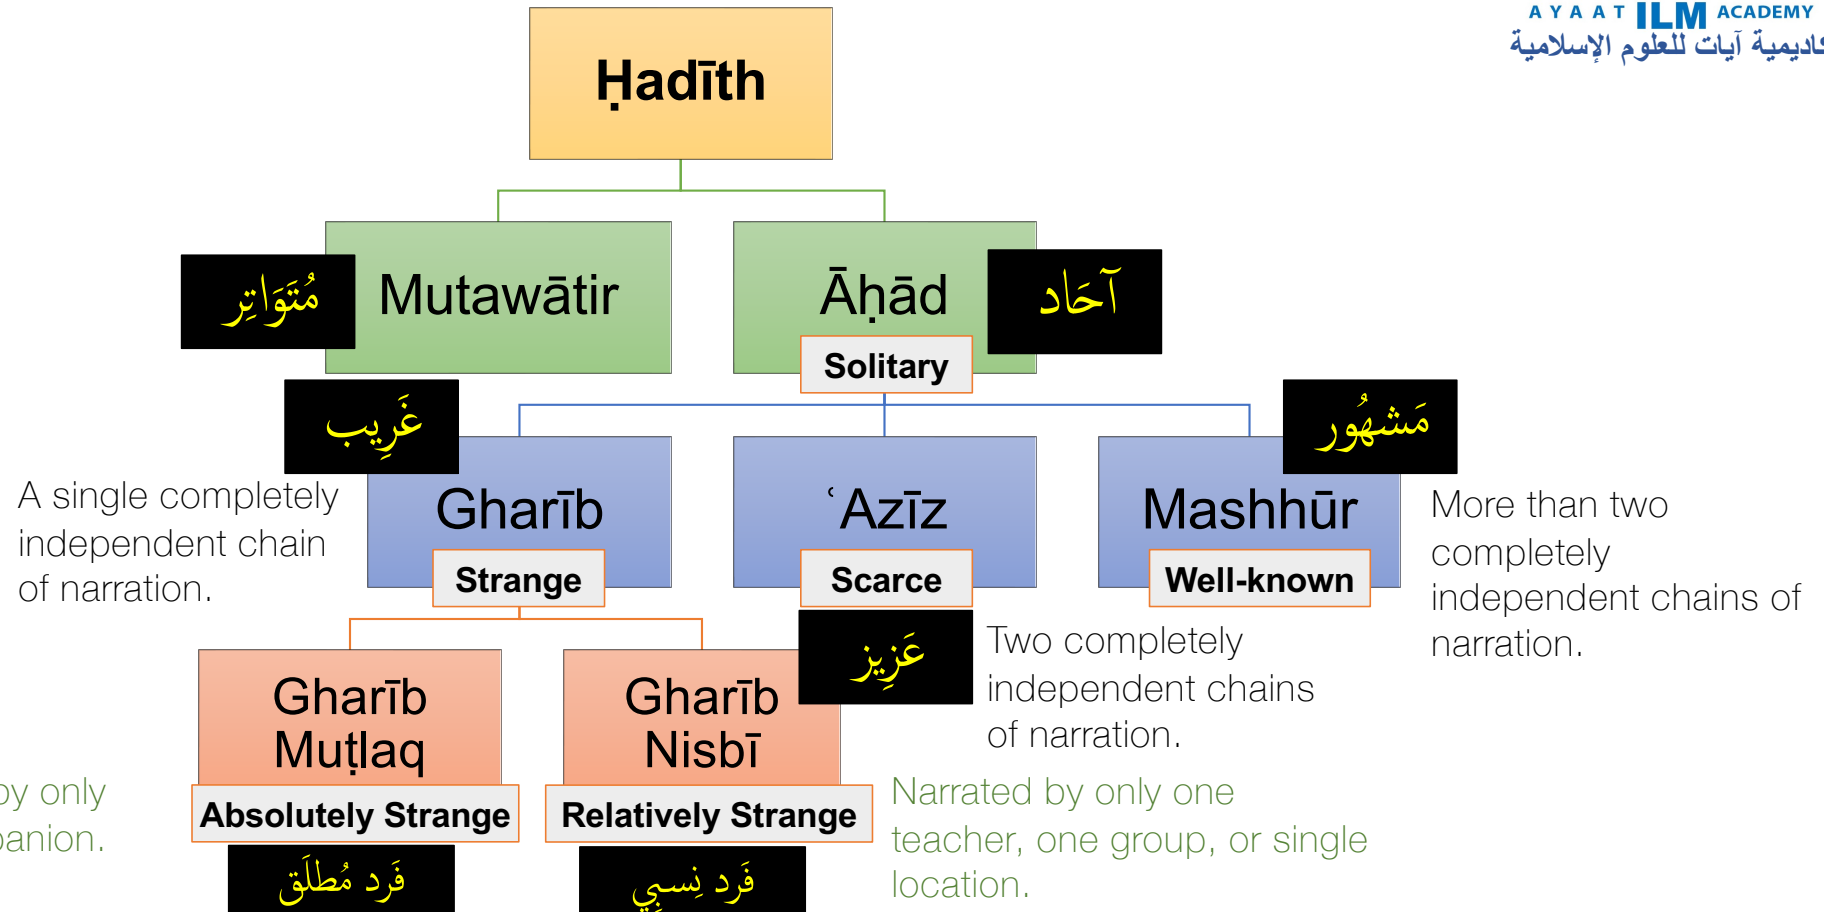 AYAAT ILM ACADEMY
آيات للعلوم الإسلامية
Ḥadīth
مُتَوَاتِر
Mutawātir
Āḥād
آحَاد
Solitary
غَرِيب
مَشهُور
A single completely
independent chain
of narration.
Gharīb
Strange
ʿAzīz
Scarce
Mashhūr
Well-known
More than two
completely
independent chains of
narration.
عَزِيز
Two completely
independent chains
of narration.
Gharīb
Muṭlaq
Absolutely Strange
فَرد مُطلَق
Gharīb
Nisbī
Relatively Strange
فَرد نِسبِي
by only
Narrated by only one
teacher, one group, or single
location.